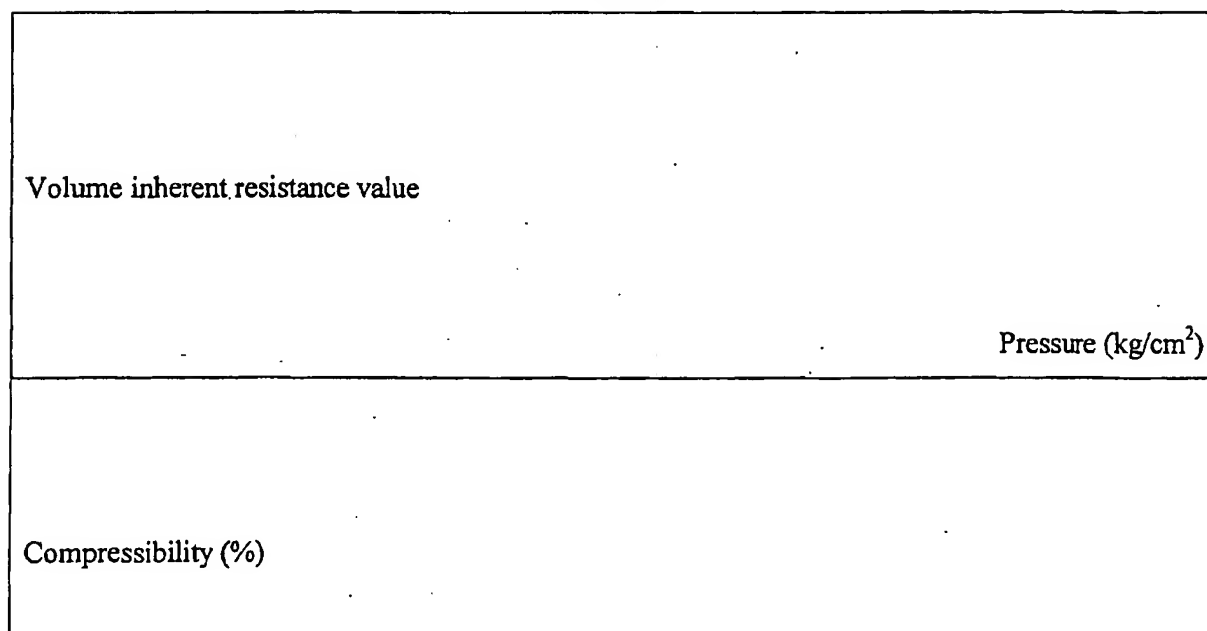 Volume inherent resistance value
Pressure (kg/cm²)
Compressibility (%)